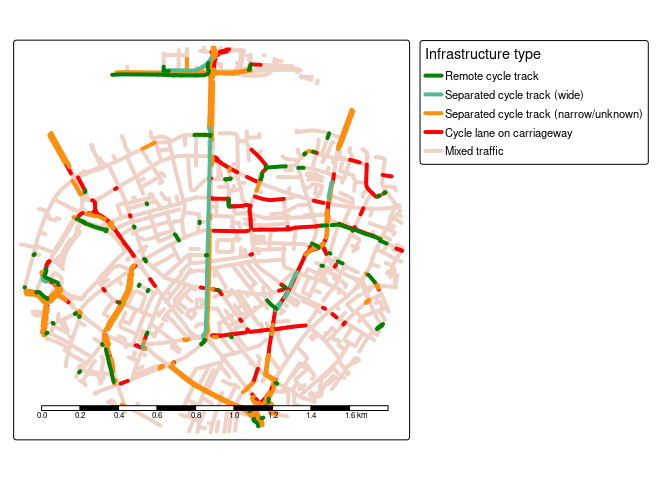 Infrastructure type
Remote cycle track
Separated cycle track (wide)
Separated cycle track (narrow/unknown)
Cycle lane on carriageway
Mixed traffic
0.0 0.2 0.4 0.6 0.8 1.0 1.2 1.4 1.6 km